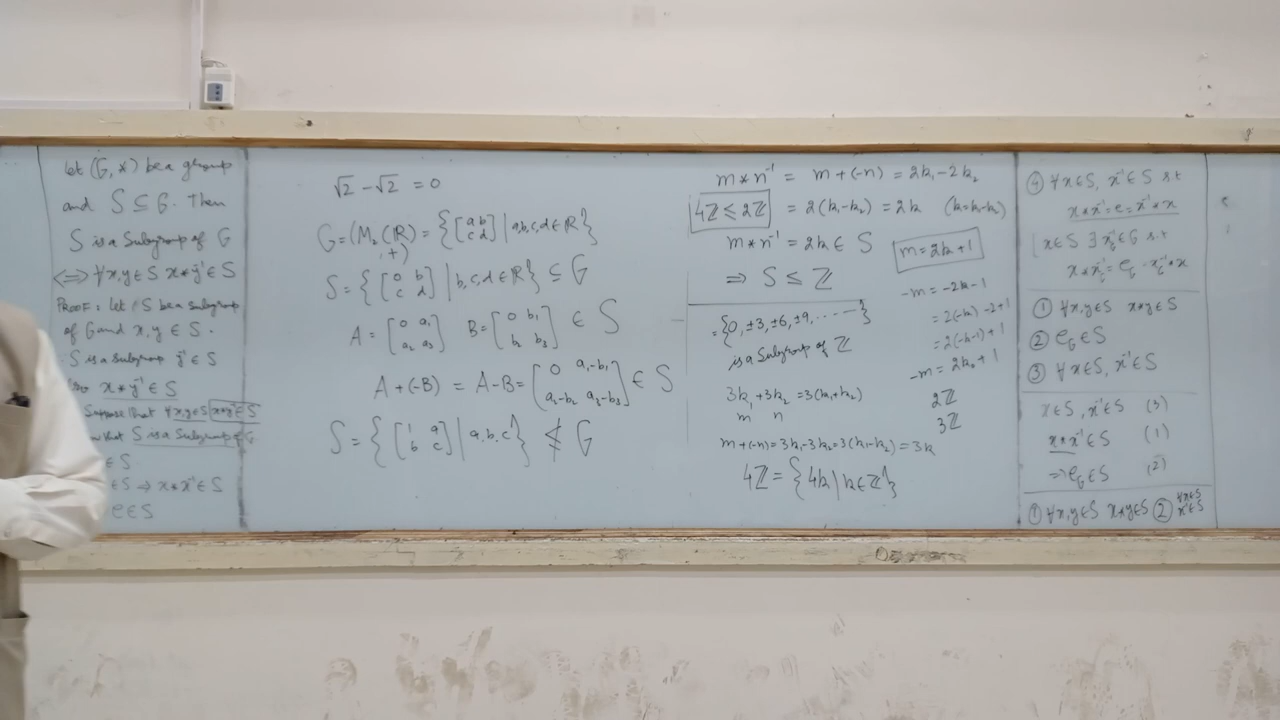 let (G, *) be a group
and S ⊆ G. Then
S is a Subgroup of G
⟺ ∀x,y∈S x*y⁻¹∈S
PROOF: let S be a subgroup
of G and x, y ∈ S.
S is a subgroup y⁻¹ ∈ S
x * y⁻¹ ∈ S
Suppose that ∀x,y∈S x*y⁻¹∈S
that S is a Subgroup of G
∈ S
∈ S ⇒ x * x⁻¹ ∈ S
e ∈ S
√2 - √2 = 0
G = (M₂(ℝ), +) = {[a b; c d] | a,b,c,d ∈ ℝ}
S = {[0 b; c d] | b,c,d ∈ ℝ} ⊆ G
A = [0 a₁; a₂ a₃] B = [0 b₁; b₂ b₃] ∈ S
A + (-B) = A - B = [0 a₁-b₁; a₂-b₂ a₃-b₃] ∈ S
S = {[1 a; b c] | a,b,c} ≰ G
m * n⁻¹ = m + (-n) = 2k₁ - 2k₂
4ℤ ≤ 2ℤ = 2(k₁-k₂) = 2k (k=k₁-k₂)
m * n⁻¹ = 2k ∈ S
⇒ S ≤ ℤ
= {0, ±3, ±6, ±9, ......}
is a Subgroup of ℤ
3k₁ + 3k₂ = 3(k₁+k₂)
m n
m + (-n) = 3k₁ - 3k₂ = 3(k₁-k₂) = 3k
4ℤ = {4k | k∈ℤ}
m = 2k+1
-m = -2k-1
= 2(-k) -2+1
= 2(-k-1)+1
-m = 2k₀+1
2ℤ
3ℤ
④ ∀x∈S, x⁻¹∈S s.t
x*x⁻¹ = e = x⁻¹*x
x∈S ∃ x_G⁻¹∈G s.t
x*x_G⁻¹ = e_G = x_G⁻¹*x
① ∀x,y∈S x*y∈S
② e_G∈S
③ ∀x∈S, x⁻¹∈S
x∈S, x⁻¹∈S (3)
x*x⁻¹∈S (1)
⇒ e_G∈S (2)
① ∀x,y∈S x*y∈S ② ∀x∈S x⁻¹∈S